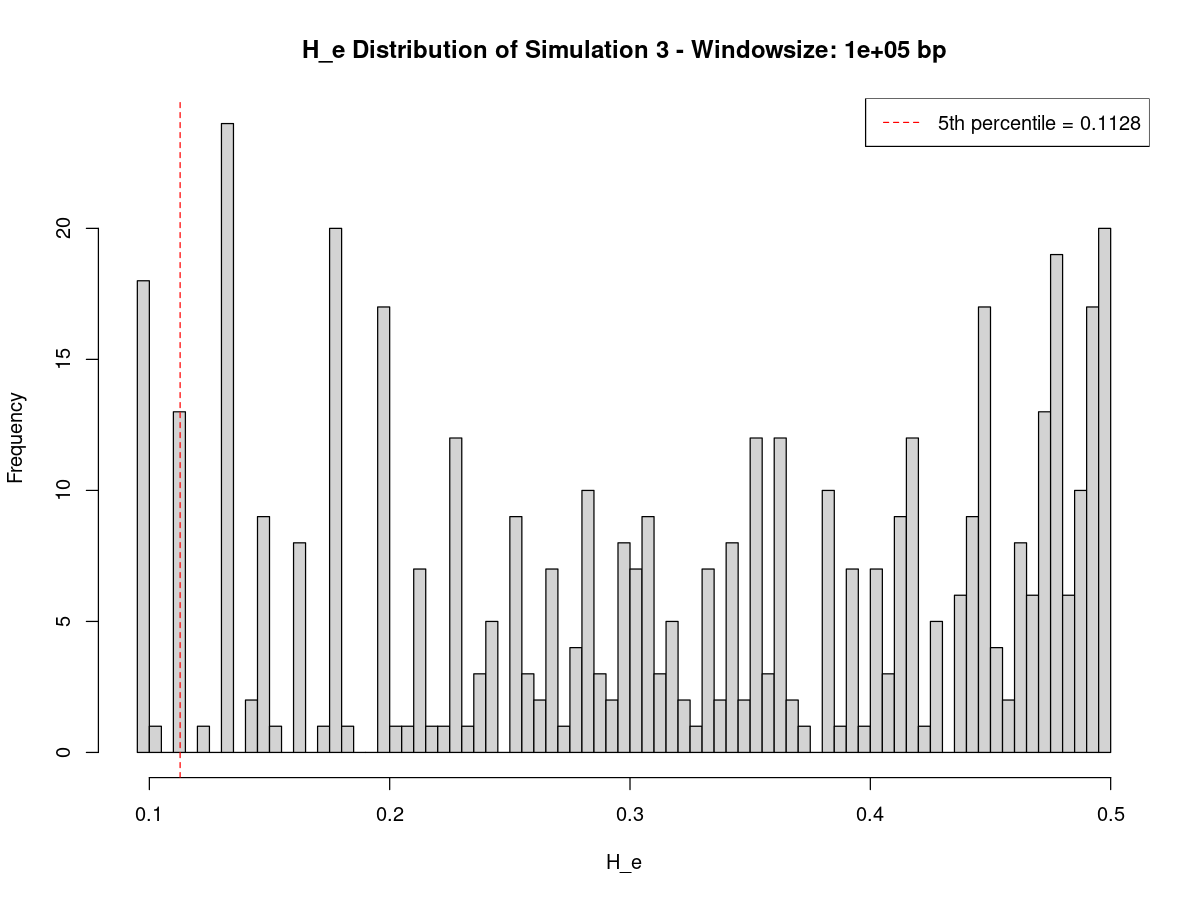 H_e Distribution of Simulation 3 - Windowsize: 1e+05 bp
5th percentile = 0.1128
Frequency
20
15
10
5
0
0.1 0.2 0.3 0.4 0.5
H_e